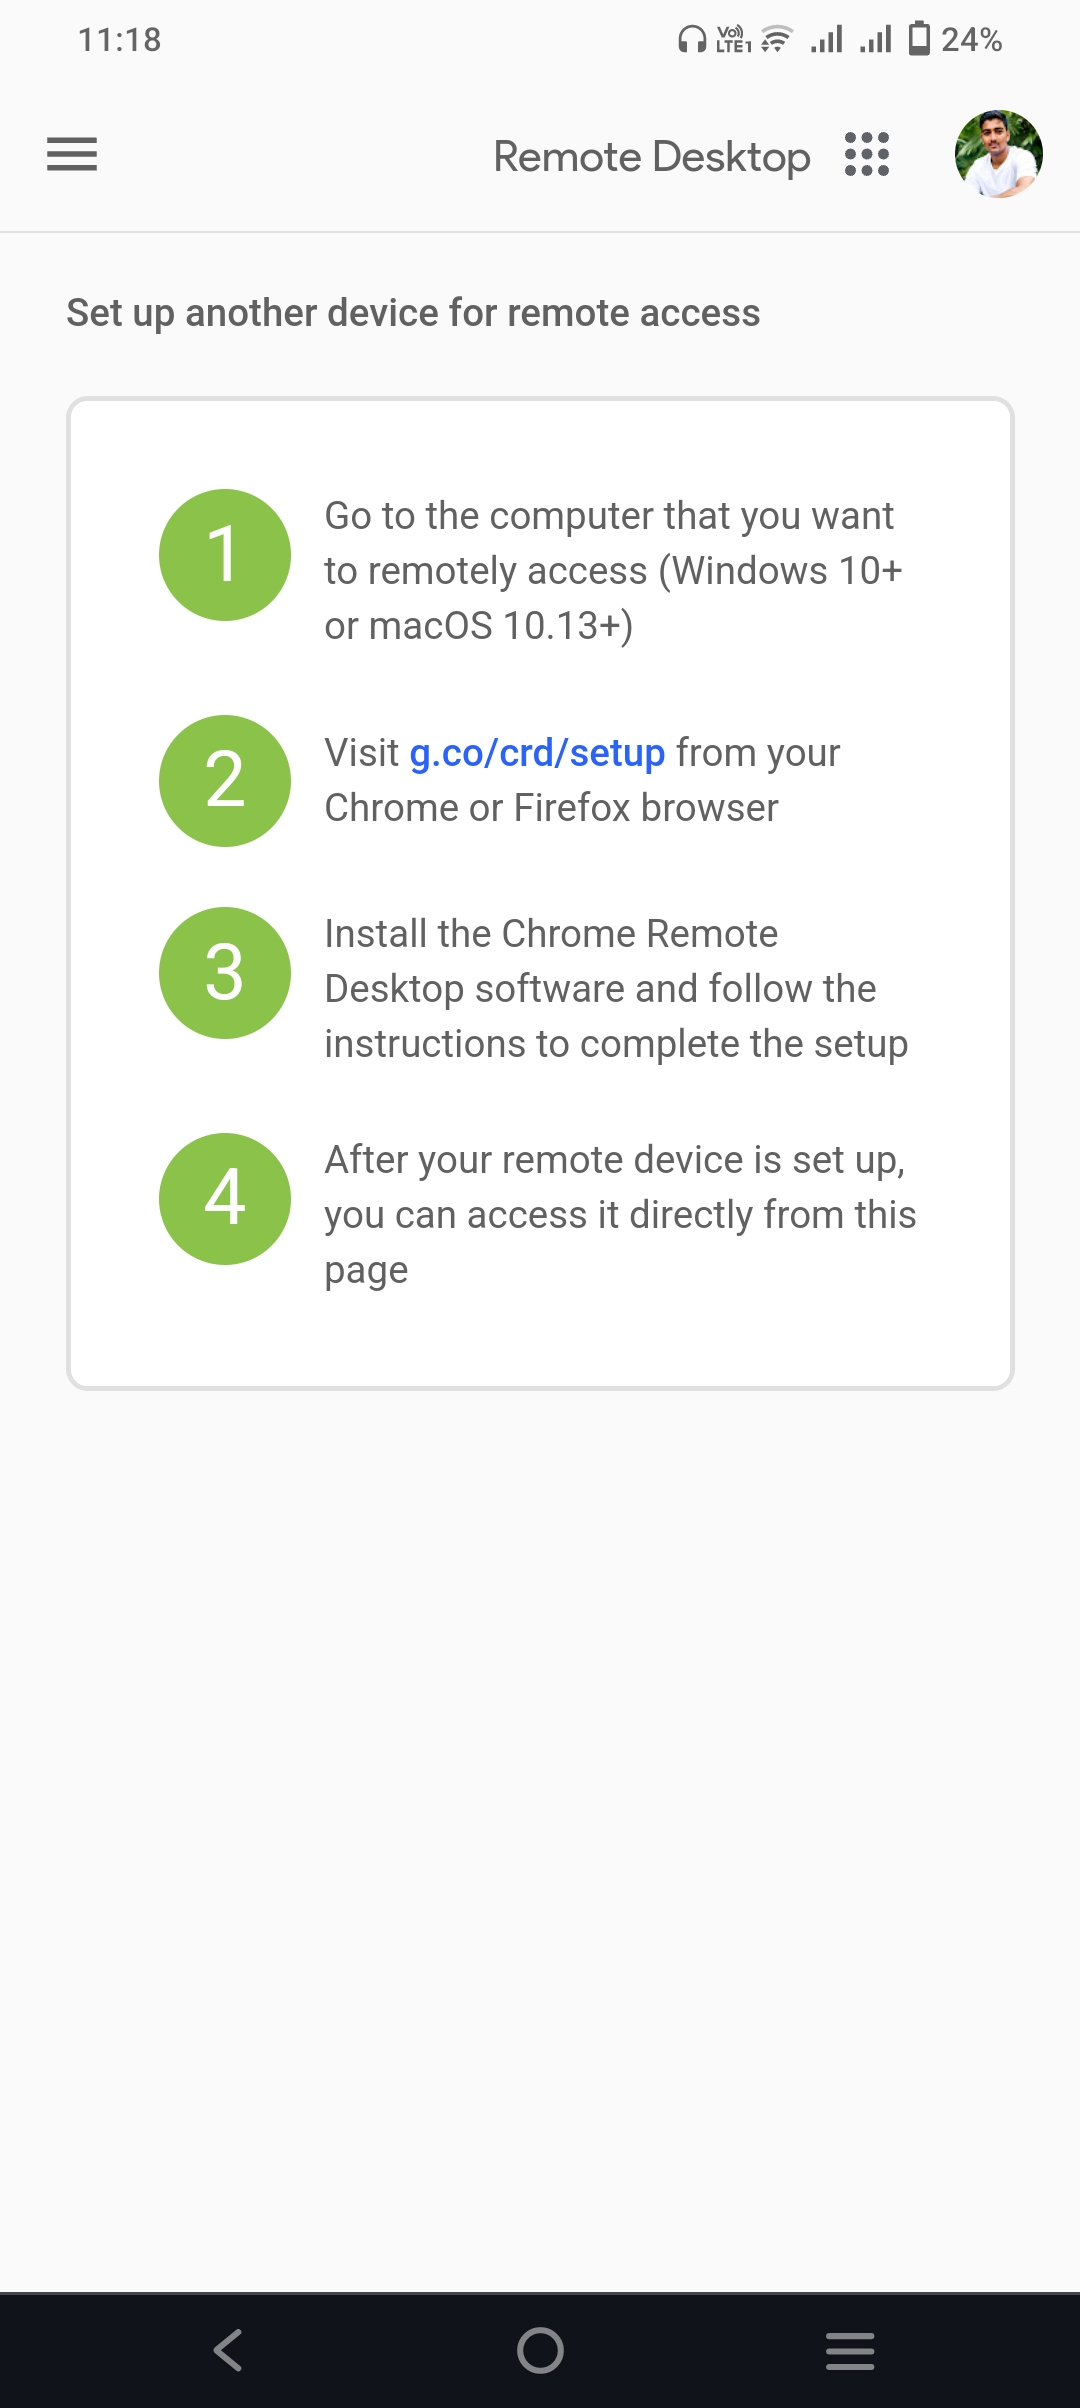 11:18
Vo)) LTE1 24%
Remote Desktop
Set up another device for remote access
1
Go to the computer that you want
to remotely access (Windows 10+
or macOS 10.13+)
2
Visit g.co/crd/setup from your
Chrome or Firefox browser
3
Install the Chrome Remote
Desktop software and follow the
instructions to complete the setup
4
After your remote device is set up,
you can access it directly from this
page